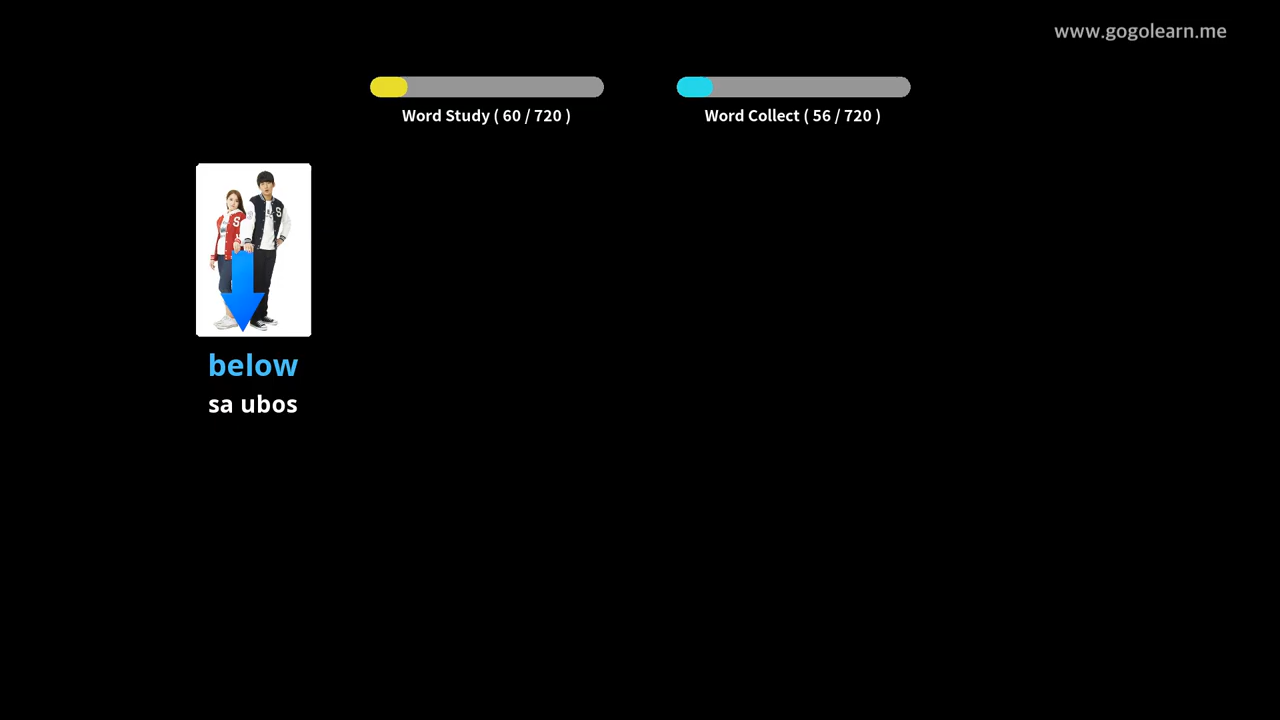 www.gogolearn.me
Word Study ( 60 / 720 )
Word Collect ( 56 / 720 )
S
S
below
sa ubos